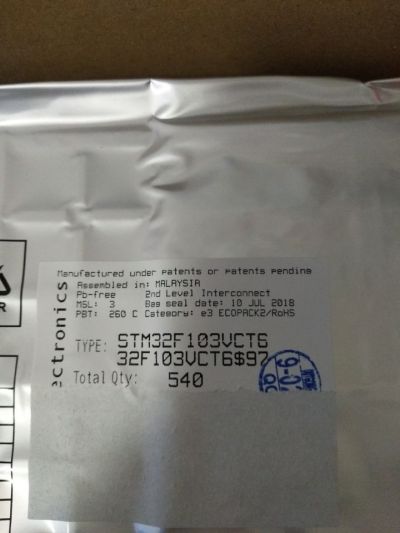 Manufactured under patents or patents pending
Assembled in: MALAYSIA
Pb-free 2nd Level Interconnect
MSL: 3 Bag seal date: 10 JUL 2018
PBT: 260 C Category: e3 ECOPACK2/RoHS
ectronics
TYPE: STM32F103VCT6
32F103VCT6$97
Total Qty: 540